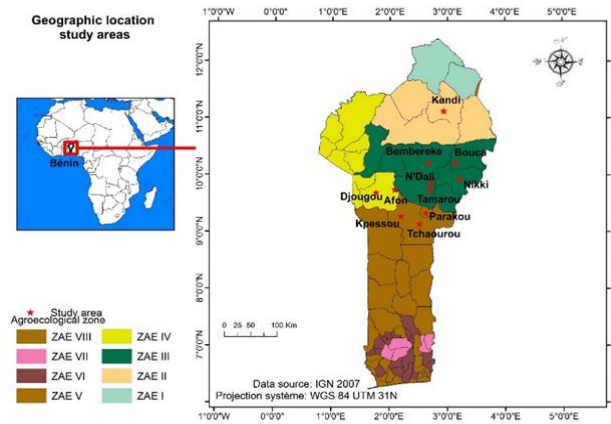 Geographic location
study areas
Bénin
Study area
Agroecological zone
ZAE VIII
ZAE IV
ZAE VII
ZAE III
ZAE VI
ZAE II
ZAE V
ZAE I
1°0'0"W 0°0'0" 1°0'0"E 2°0'0"E 3°0'0"E 4°0'0"E 5°0'0"E
12°0'0"N
11°0'0"N
10°0'0"N
9°0'0"N
8°0'0"N
7°0'0"N
Kandi
Bembereke
Bouca
N'Dali
Nikki
Djougou
Afon
Tamarou
Parakou
Kpessou
Tchaourou
0 25 50 100 Km
Data source: IGN 2007
Projection système: WGS 84 UTM 31N
1°0'0"W 0°0'0" 1°0'0"E 2°0'0"E 3°0'0"E 4°0'0"E 5°0'0"E